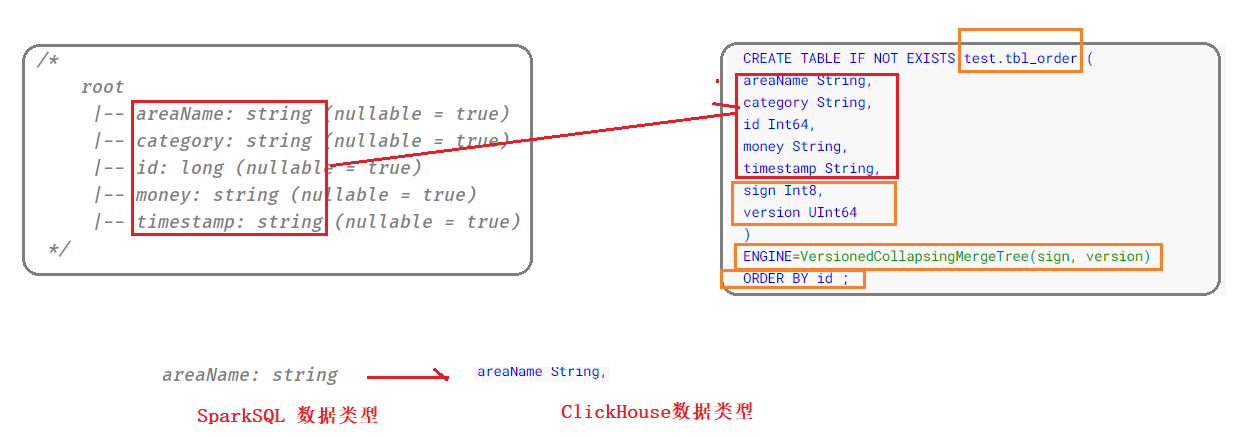 /*
root
|-- areaName: string (nullable = true)
|-- category: string (nullable = true)
|-- id: long (nullable = true)
|-- money: string (nullable = true)
|-- timestamp: string (nullable = true)
*/
CREATE TABLE IF NOT EXISTS test.tbl_order (
areaName String,
category String,
id Int64,
money String,
timestamp String,
sign Int8,
version UInt64
)
ENGINE=VersionedCollapsingMergeTree(sign, version)
ORDER BY id ;
areaName: string
areaName String,
SparkSQL 数据类型
ClickHouse数据类型